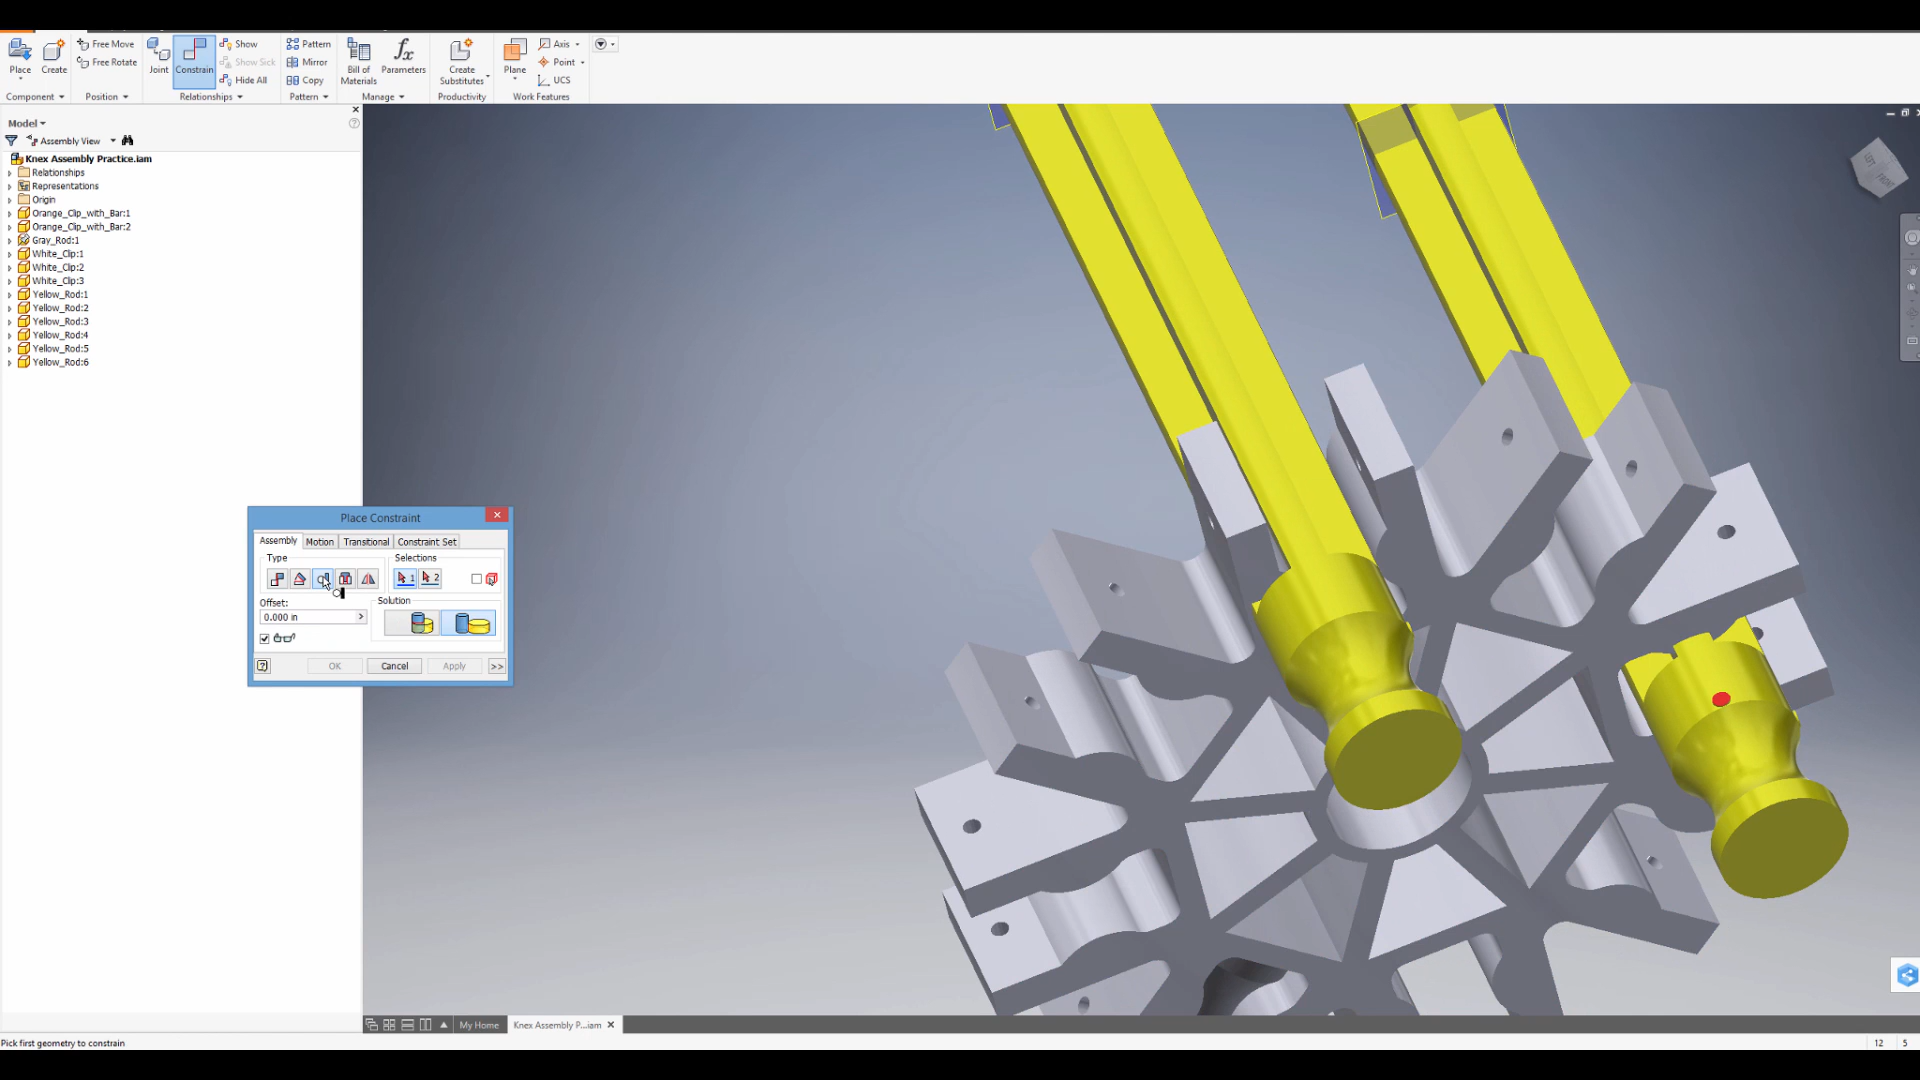 Place
Create
Free Move
Free Rotate
Joint
Constrain
Show
Show Sick
Hide All
Pattern
Mirror
Copy
Bill of
Materials
fx
Parameters
Create
Substitutes
Plane
Axis
Point
UCS
Component
Position
Relationships
Pattern
Manage
Productivity
Work Features
Model
Assembly View
Knex Assembly Practice.iam
Relationships
Representations
Origin
Orange_Clip_with_Bar:1
Orange_Clip_with_Bar:2
Gray_Rod:1
White_Clip:1
White_Clip:2
White_Clip:3
Yellow_Rod:1
Yellow_Rod:2
Yellow_Rod:3
Yellow_Rod:4
Yellow_Rod:5
Yellow_Rod:6
Place Constraint
Assembly
Motion
Transitional
Constraint Set
Type
Selections
1
2
Offset:
0.000 in
Solution
OK
Cancel
Apply
>>
My Home
Knex Assembly P...iam
Pick first geometry to constrain
12
5